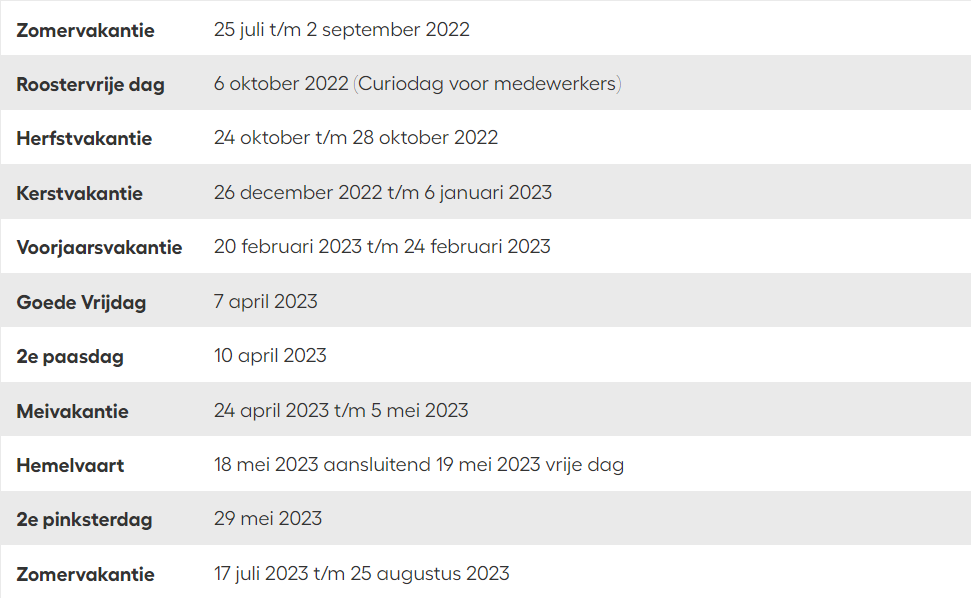 Zomervakantie 25 juli t/m 2 september 2022
Roostervrije dag 6 oktober 2022 (Curiodag voor medewerkers)
Herfstvakantie 24 oktober t/m 28 oktober 2022
Kerstvakantie 26 december 2022 t/m 6 januari 2023
Voorjaarsvakantie 20 februari 2023 t/m 24 februari 2023
Goede Vrijdag 7 april 2023
2e paasdag 10 april 2023
Meivakantie 24 april 2023 t/m 5 mei 2023
Hemelvaart 18 mei 2023 aansluitend 19 mei 2023 vrije dag
2e pinksterdag 29 mei 2023
Zomervakantie 17 juli 2023 t/m 25 augustus 2023